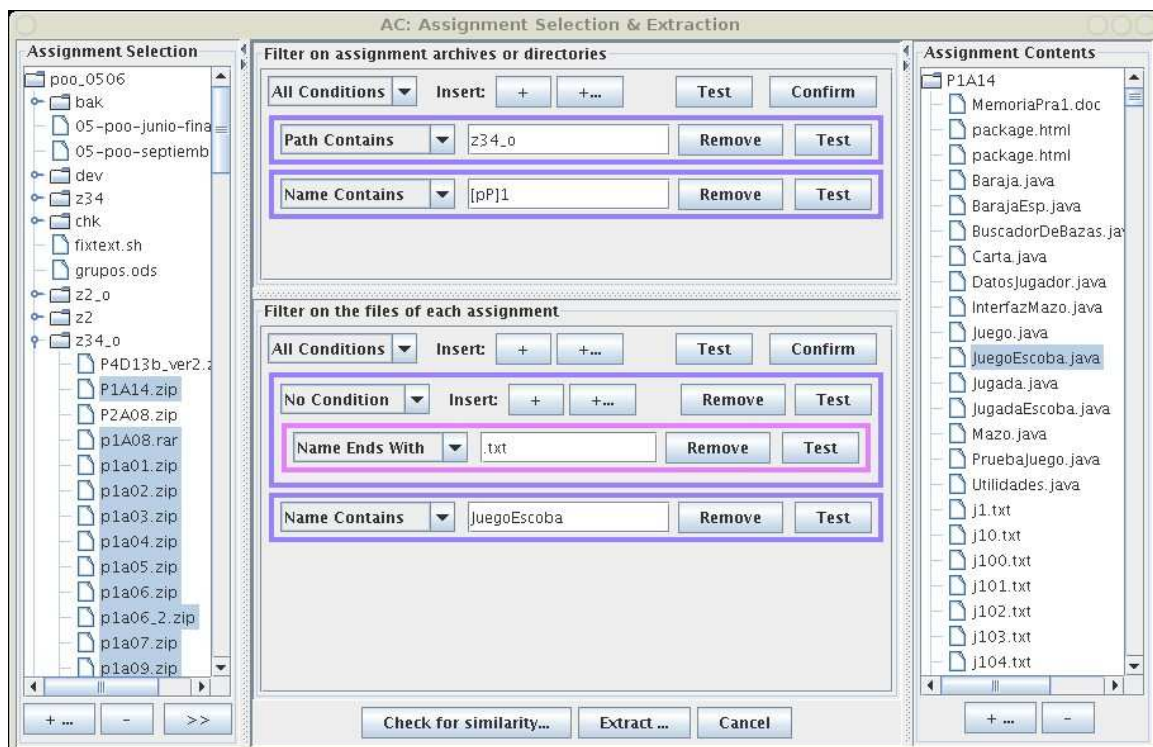 AC: Assignment Selection & Extraction
Assignment Selection
poo_0506
bak
05-poo-junio-fina
05-poo-septiemb
dev
z34
chk
fixtext.sh
grupos.ods
z2_o
z2
z34_o
P4D13b_ver2.z
P1A14.zip
P2A08.zip
p1A08.rar
p1a01.zip
p1a02.zip
p1a03.zip
p1a04.zip
p1a05.zip
p1a06.zip
p1a06_2.zip
p1a07.zip
p1a09.zip
+ ... - >>
Filter on assignment archives or directories
All Conditions Insert: + +... Test Confirm
Path Contains z34_o Remove Test
Name Contains [pP]1 Remove Test
Filter on the files of each assignment
All Conditions Insert: + +... Test Confirm
No Condition Insert: + +... Remove Test
Name Ends With .txt Remove Test
Name Contains JuegoEscoba Remove Test
Check for similarity... Extract ... Cancel
Assignment Contents
P1A14
MemoriaPra1.doc
package.html
package.html
Baraja.java
BarajaEsp.java
BuscadorDeBazas.jav
Carta.java
DatosJugador.java
InterfazMazo.java
Juego.java
JuegoEscoba.java
Jugada.java
JugadaEscoba.java
Mazo.java
PruebaJuego.java
Utilidades.java
j1.txt
j10.txt
j100.txt
j101.txt
j102.txt
j103.txt
j104.txt
+ ... -